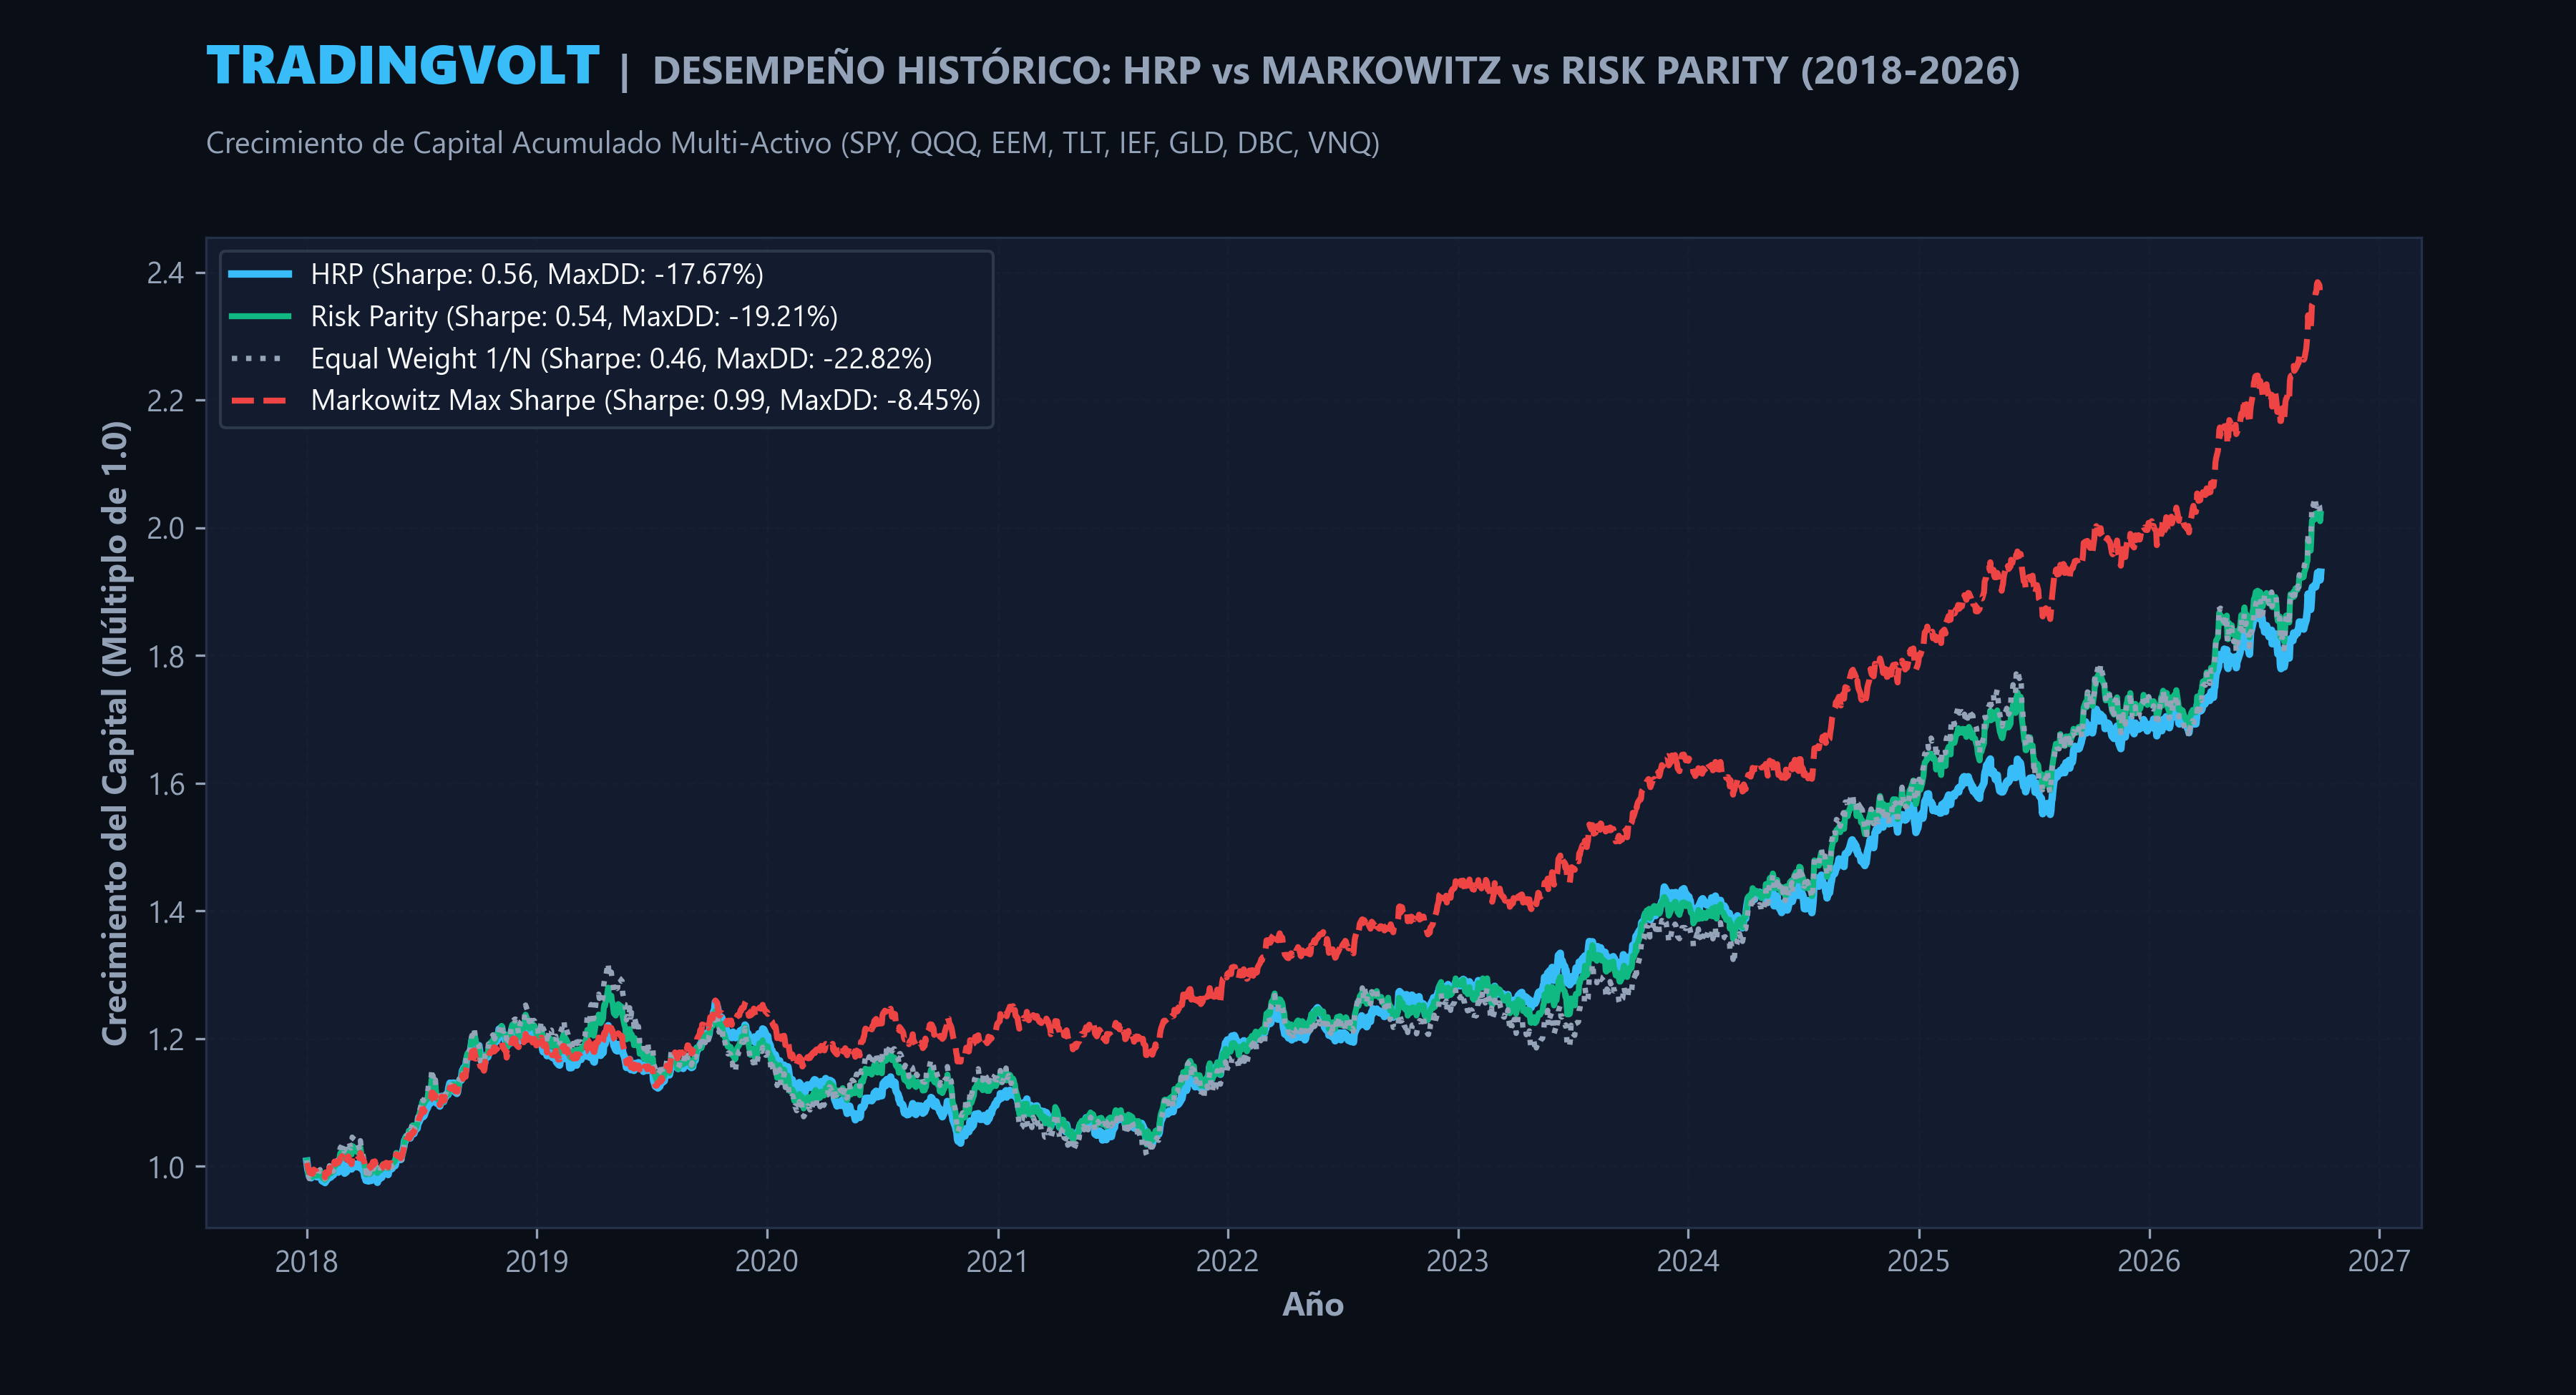 TRADINGVOLT | DESEMPEÑO HISTÓRICO: HRP vs MARKOWITZ vs RISK PARITY (2018-2026)
Crecimiento de Capital Acumulado Multi-Activo (SPY, QQQ, EEM, TLT, IEF, GLD, DBC, VNQ)
HRP (Sharpe: 0.56, MaxDD: -17.67%)
Risk Parity (Sharpe: 0.54, MaxDD: -19.21%)
Equal Weight 1/N (Sharpe: 0.46, MaxDD: -22.82%)
Markowitz Max Sharpe (Sharpe: 0.99, MaxDD: -8.45%)
Crecimiento del Capital (Múltiplo de 1.0)
2.4
2.2
2.0
1.8
1.6
1.4
1.2
1.0
2018 2019 2020 2021 2022 2023 2024 2025 2026 2027
Año